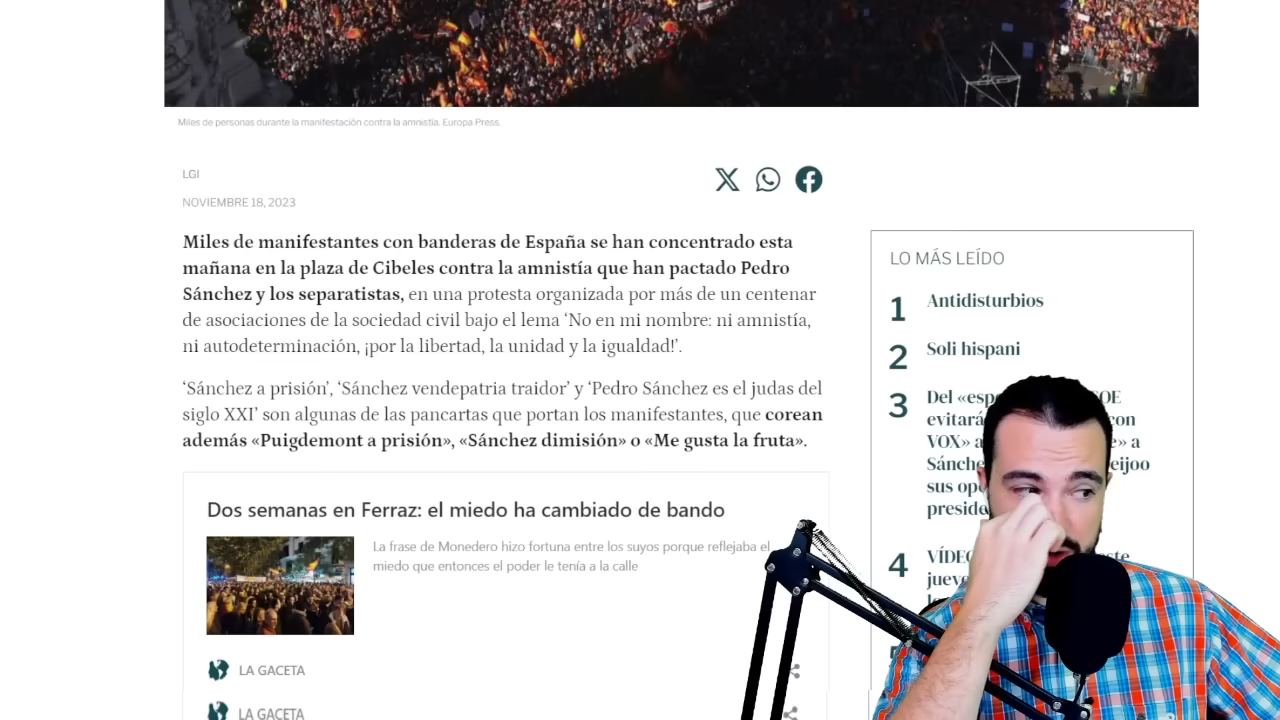 Miles de personas durante la manifestación contra la amnistía. Europa Press.
LGI
NOVIEMBRE 18, 2023
Miles de manifestantes con banderas de España se han concentrado esta
mañana en la plaza de Cibeles contra la amnistía que han pactado Pedro
Sánchez y los separatistas, en una protesta organizada por más de un centenar
de asociaciones de la sociedad civil bajo el lema ‘No en mi nombre: ni amnistía,
ni autodeterminación, ¡por la libertad, la unidad y la igualdad!’.
‘Sánchez a prisión’, ‘Sánchez vendepatria traidor’ y ‘Pedro Sánchez es el judas del
siglo XXI’ son algunas de las pancartas que portan los manifestantes, que corean
además «Puigdemont a prisión», «Sánchez dimisión» o «Me gusta la fruta».
Dos semanas en Ferraz: el miedo ha cambiado de bando
La frase de Monedero hizo fortuna entre los suyos porque reflejaba el
miedo que entonces el poder le tenía a la calle
LA GACETA
LA GACETA
LO MÁS LEÍDO
1 Antidisturbios
2 Soli hispani
3 Del
evitará con
VOX» a » a
Sánche eijoo
sus
4